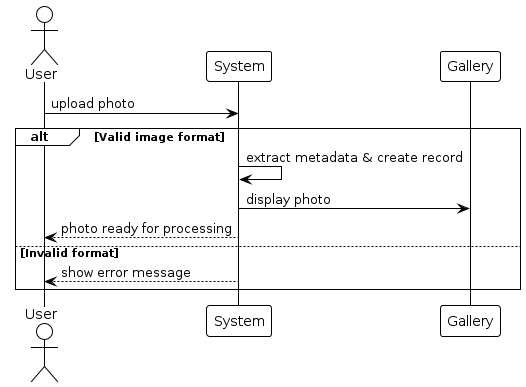 User
System
Gallery
upload photo
alt
[Valid image format]
extract metadata & create record
display photo
photo ready for processing
[Invalid format]
show error message
User
System
Gallery